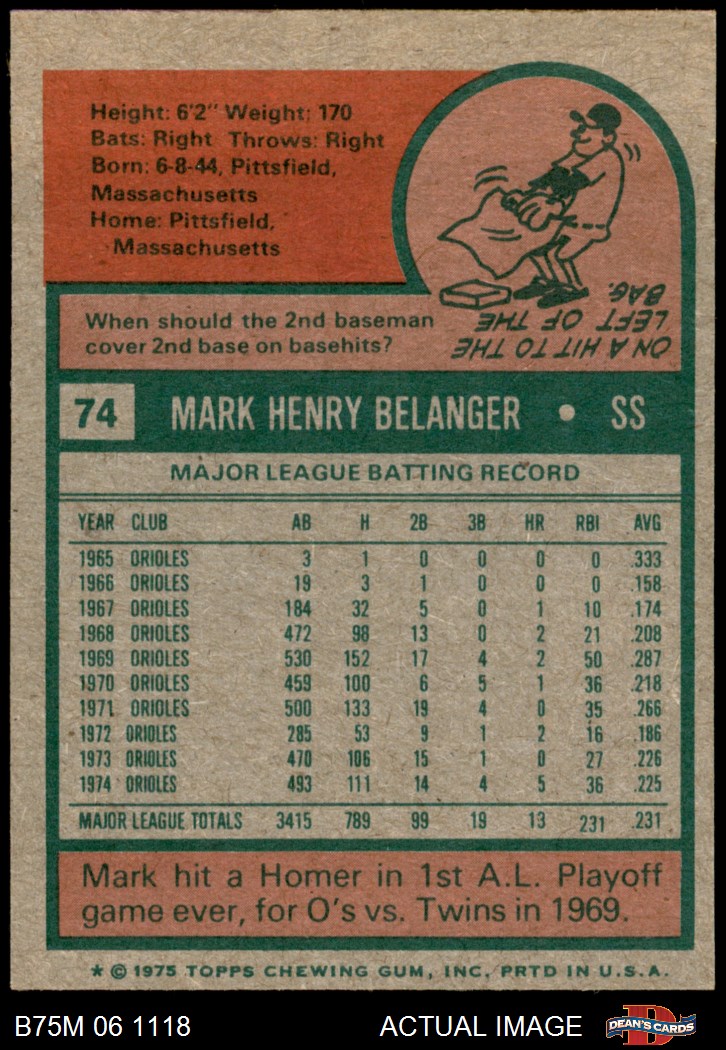 Height: 6'2" Weight: 170
Bats: Right Throws: Right
Born: 6-8-44, Pittsfield,
Massachusetts
Home: Pittsfield,
Massachusetts
When should the 2nd baseman
cover 2nd base on basehits?
ON A HIT TO THE
LEFT OF THE
BAG.
74 MARK HENRY BELANGER • SS
MAJOR LEAGUE BATTING RECORD
YEAR CLUB AB H 2B 3B HR RBI AVG
1965 ORIOLES 3 1 0 0 0 0 .333
1966 ORIOLES 19 3 1 0 0 0 .158
1967 ORIOLES 184 32 5 0 1 10 .174
1968 ORIOLES 472 98 13 0 2 21 .208
1969 ORIOLES 530 152 17 4 2 50 .287
1970 ORIOLES 459 100 6 5 1 36 .218
1971 ORIOLES 500 133 19 4 0 35 .266
1972 ORIOLES 285 53 9 1 2 16 .186
1973 ORIOLES 470 106 15 1 0 27 .226
1974 ORIOLES 493 111 14 4 5 36 .225
MAJOR LEAGUE TOTALS 3415 789 99 19 13 231 .231
Mark hit a Homer in 1st A.L. Playoff
game ever, for O's vs. Twins in 1969.
* © 1975 TOPPS CHEWING GUM, INC. PRTD IN U.S.A.
B75M 06 1118 ACTUAL IMAGE D DEAN'S CARDS